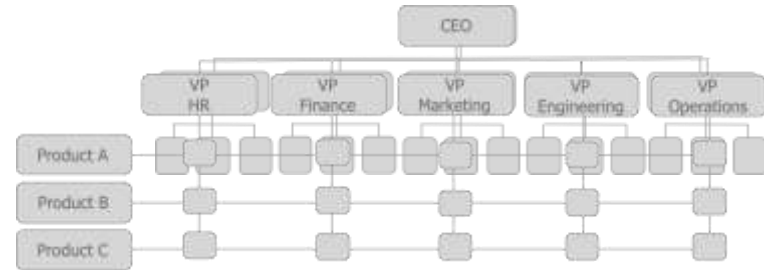 CEO
VP
HR
VP
Finance
VP
Marketing
VP
Engineering
VP
Operations
Product A
Product B
Product C